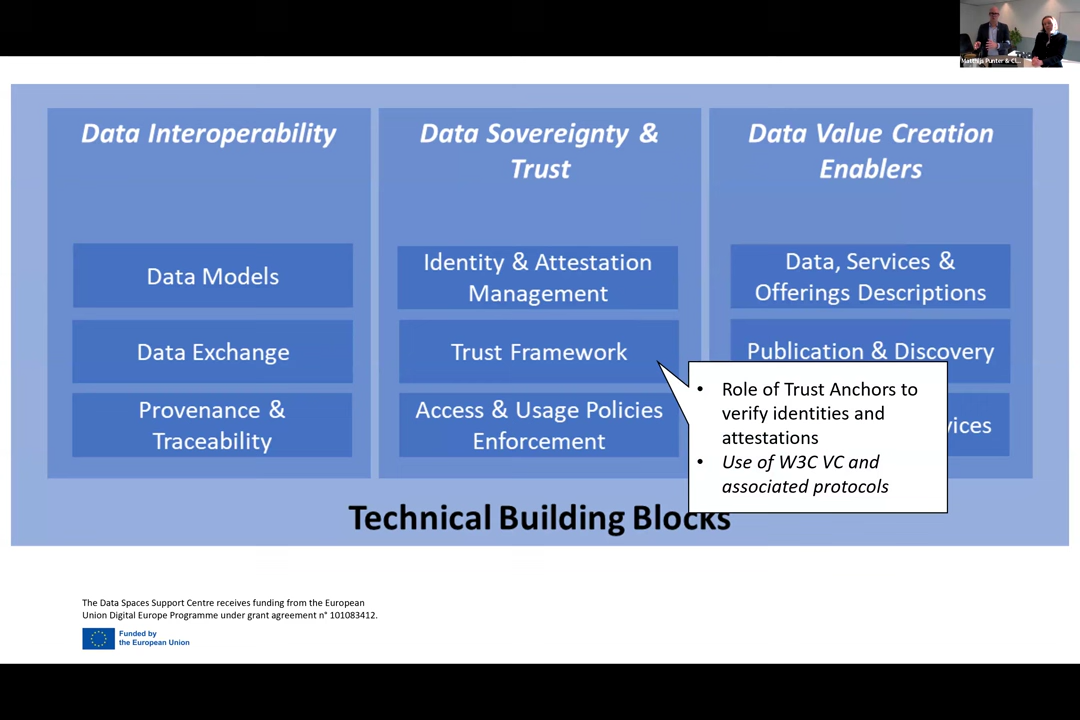 Matthijs Punter & Cl...
Data Interoperability
Data Models
Data Exchange
Provenance &
Traceability
Data Sovereignty &
Trust
Identity & Attestation
Management
Trust Framework
Access & Usage Policies
Enforcement
Data Value Creation
Enablers
Data, Services &
Offerings Descriptions
Publication & Discovery
vices
• Role of Trust Anchors to
verify identities and
attestations
• Use of W3C VC and
associated protocols
Technical Building Blocks
The Data Spaces Support Centre receives funding from the European
Union Digital Europe Programme under grant agreement n° 101083412.
Funded by
the European Union